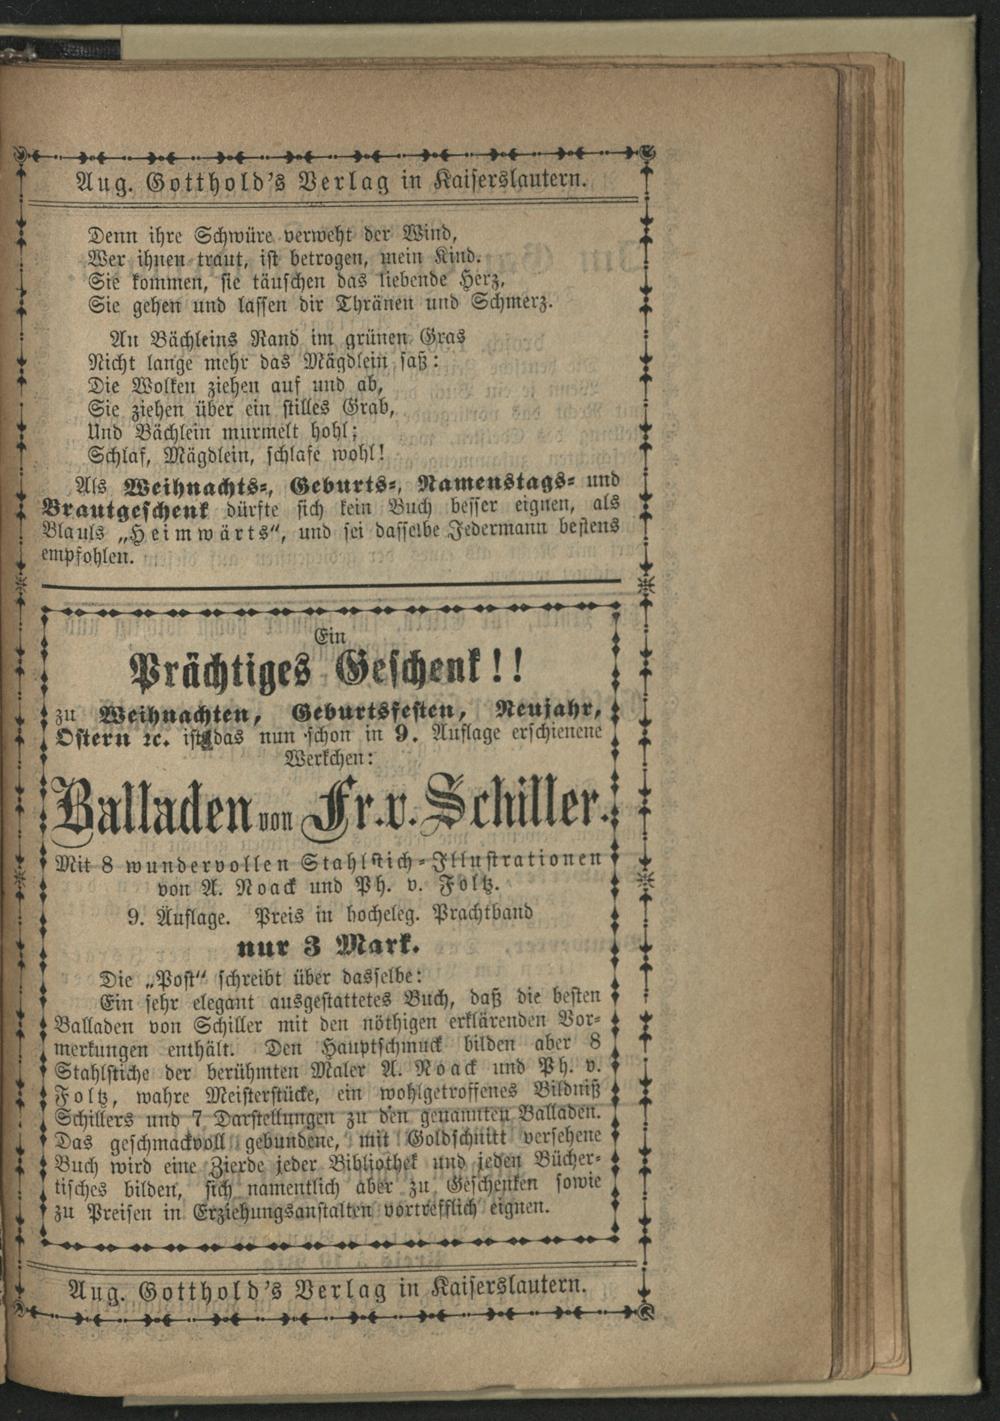 Aug. Gotthold's Verlag in Kaiserslautern.
Denn ihre Schwüre verweht der Wind,
Wer ihnen traut, ist betrogen, mein Kind.
Sie kommen, sie täuschen das liebende Herz,
Sie gehen und lassen dir Thränen und Schmerz.
An Bächleins Rand im grünen Gras
Nicht lange mehr das Mägdlein saß:
Die Wolken ziehen auf und ab,
Sie ziehen über ein stilles Grab,
Und Bächlein murmelt hohl;
Schlaf, Mägdlein, schlafe wohl!
Als Weihnachts-, Geburts-, Namenstags- und
Brautgeschenk dürfte sich kein Buch besser eignen, als
Blauls „Heimwärts“, und sei dasselbe Jedermann bestens
empfohlen.
Ein
Prächtiges Geschenk!!
zu Weihnachten, Geburtsfesten, Neujahr,
Ostern ꝛc. ist das nun schon in 9. Auflage erschienene
Werkchen:
Balladen von Fr. v. Schiller.
Mit 8 wundervollen Stahlstich-Illustrationen
von A. Noack und Ph. v. Foltz.
9. Auflage. Preis in hocheleg. Prachtband
nur 3 Mark.
Die „Post“ schreibt über dasselbe:
Ein sehr elegant ausgestattetes Buch, daß die besten
Balladen von Schiller mit den nöthigen erklärenden Vor-
merkungen enthält. Den Hauptschmuck bilden aber 8
Stahlstiche der berühmten Maler A. Noack und Ph. v.
Foltz, wahre Meisterstücke, ein wohlgetroffenes Bildniß
Schillers und 7 Darstellungen zu den genannten Balladen.
Das geschmackvoll gebundene, mit Goldschnitt versehene
Buch wird eine Zierde jeder Bibliothek und jeden Bücher-
tisches bilden, sich namentlich aber zu Geschenken sowie
zu Preisen in Erziehungsanstalten vortrefflich eignen.
Aug. Gotthold's Verlag in Kaiserslautern.